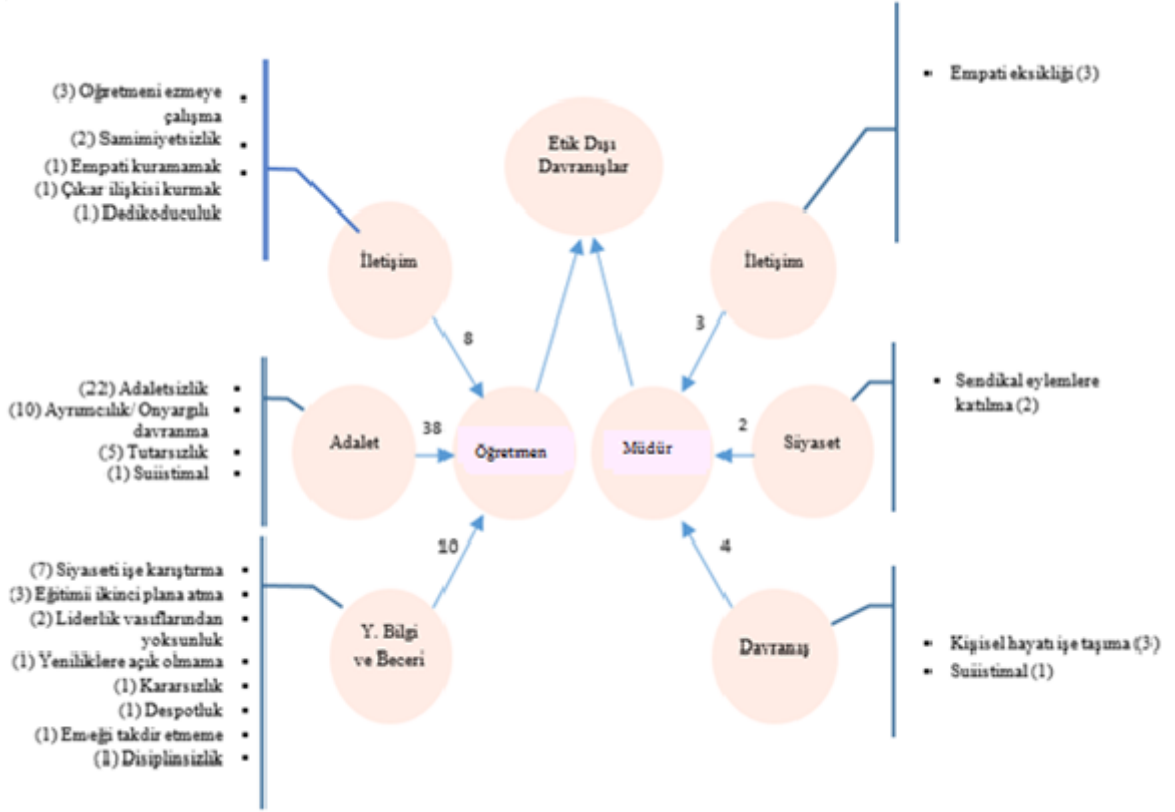 (3) Oğretmeni ezmeye
çalışma
(2) Samimiyetsizlik
(1) Empati kuramamak
(1) Çıkar ilişkisi kurmak
(1) Dedikoduculuk
İletişim
8
(22) Adaletsizlik
(10) Ayrımcılık/ Onyargılı
davranma
(5) Tutarsızlık
(1) Suiistimal
Adalet
38
(7) Siyaseti işe karıştırma
(3) Eğitimii ikinci plana atma
(2) Liderlik vasıflarından
yoksunluk
(1) Yeniliklere açık olmama
(1) Kararsızlık
(1) Despotluk
(1) Emeği takdir etmeme
(1) Disiplinsizlik
Y. Bilgi
ve Beceri
Öğretmen
Etik Dışı
Davranışlar
Müdür
İletişim
3
Empati eksikliği (3)
Siyaset
2
Sendikal eylemlere
katılma (2)
Davranış
4
Kişisel hayatı işe taşıma (3)
Suiistimal (1)